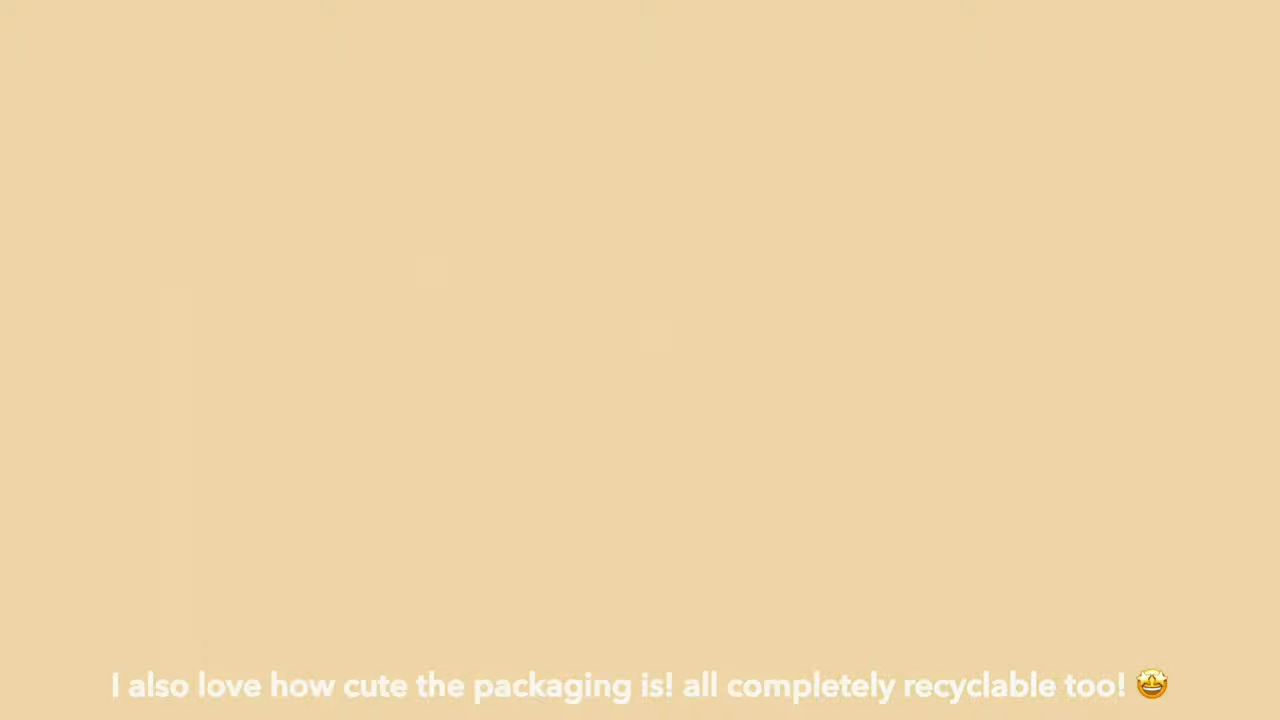 I also love how cute the packaging is! all completely recyclable too! 🤩